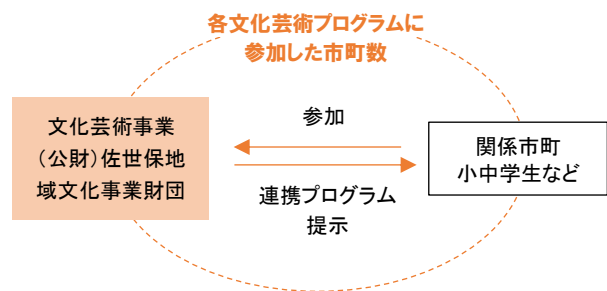 各文化芸術プログラムに
参加した市町数
文化芸術事業
（公財）佐世保地
域文化事業財団
参加
連携プログラム
提示
関係市町
小中学生など